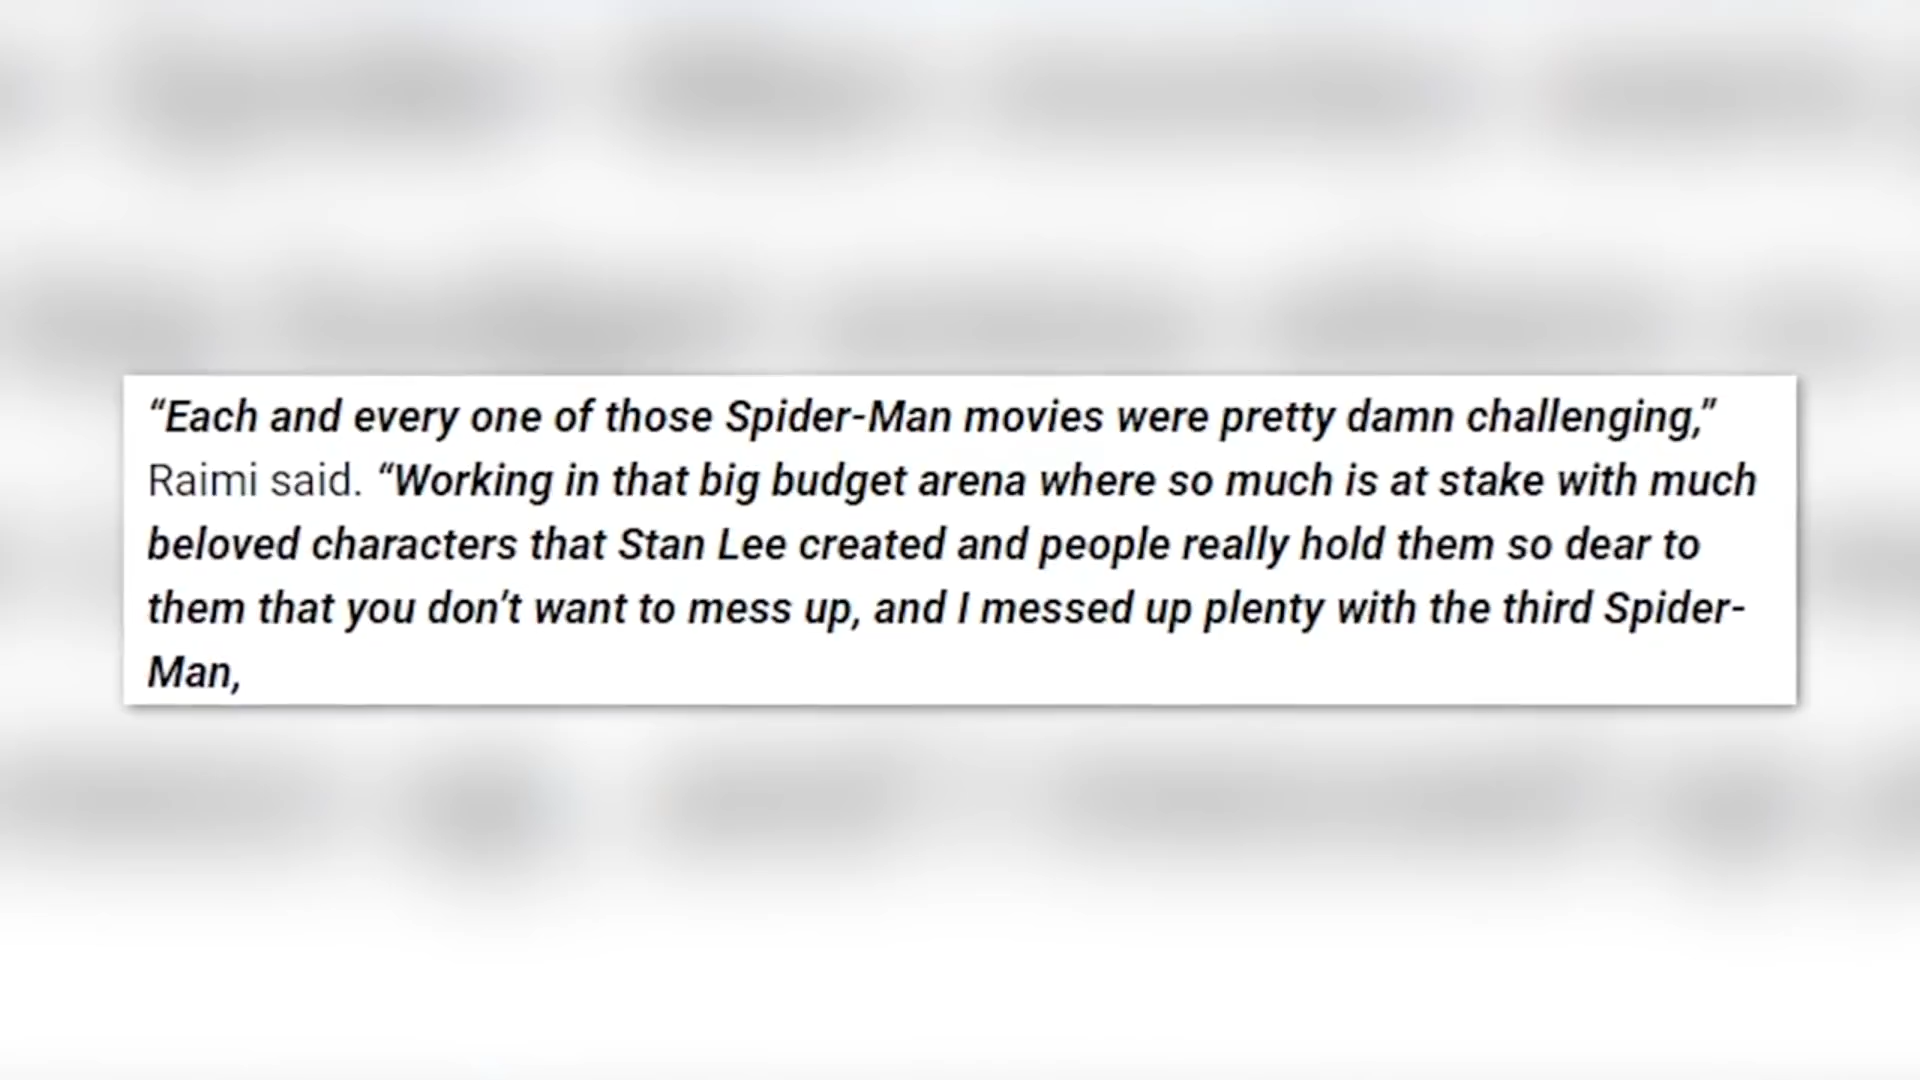 “Each and every one of those Spider-Man movies were pretty damn challenging,”
Raimi said. “Working in that big budget arena where so much is at stake with much
beloved characters that Stan Lee created and people really hold them so dear to
them that you don’t want to mess up, and I messed up plenty with the third Spider-
Man,